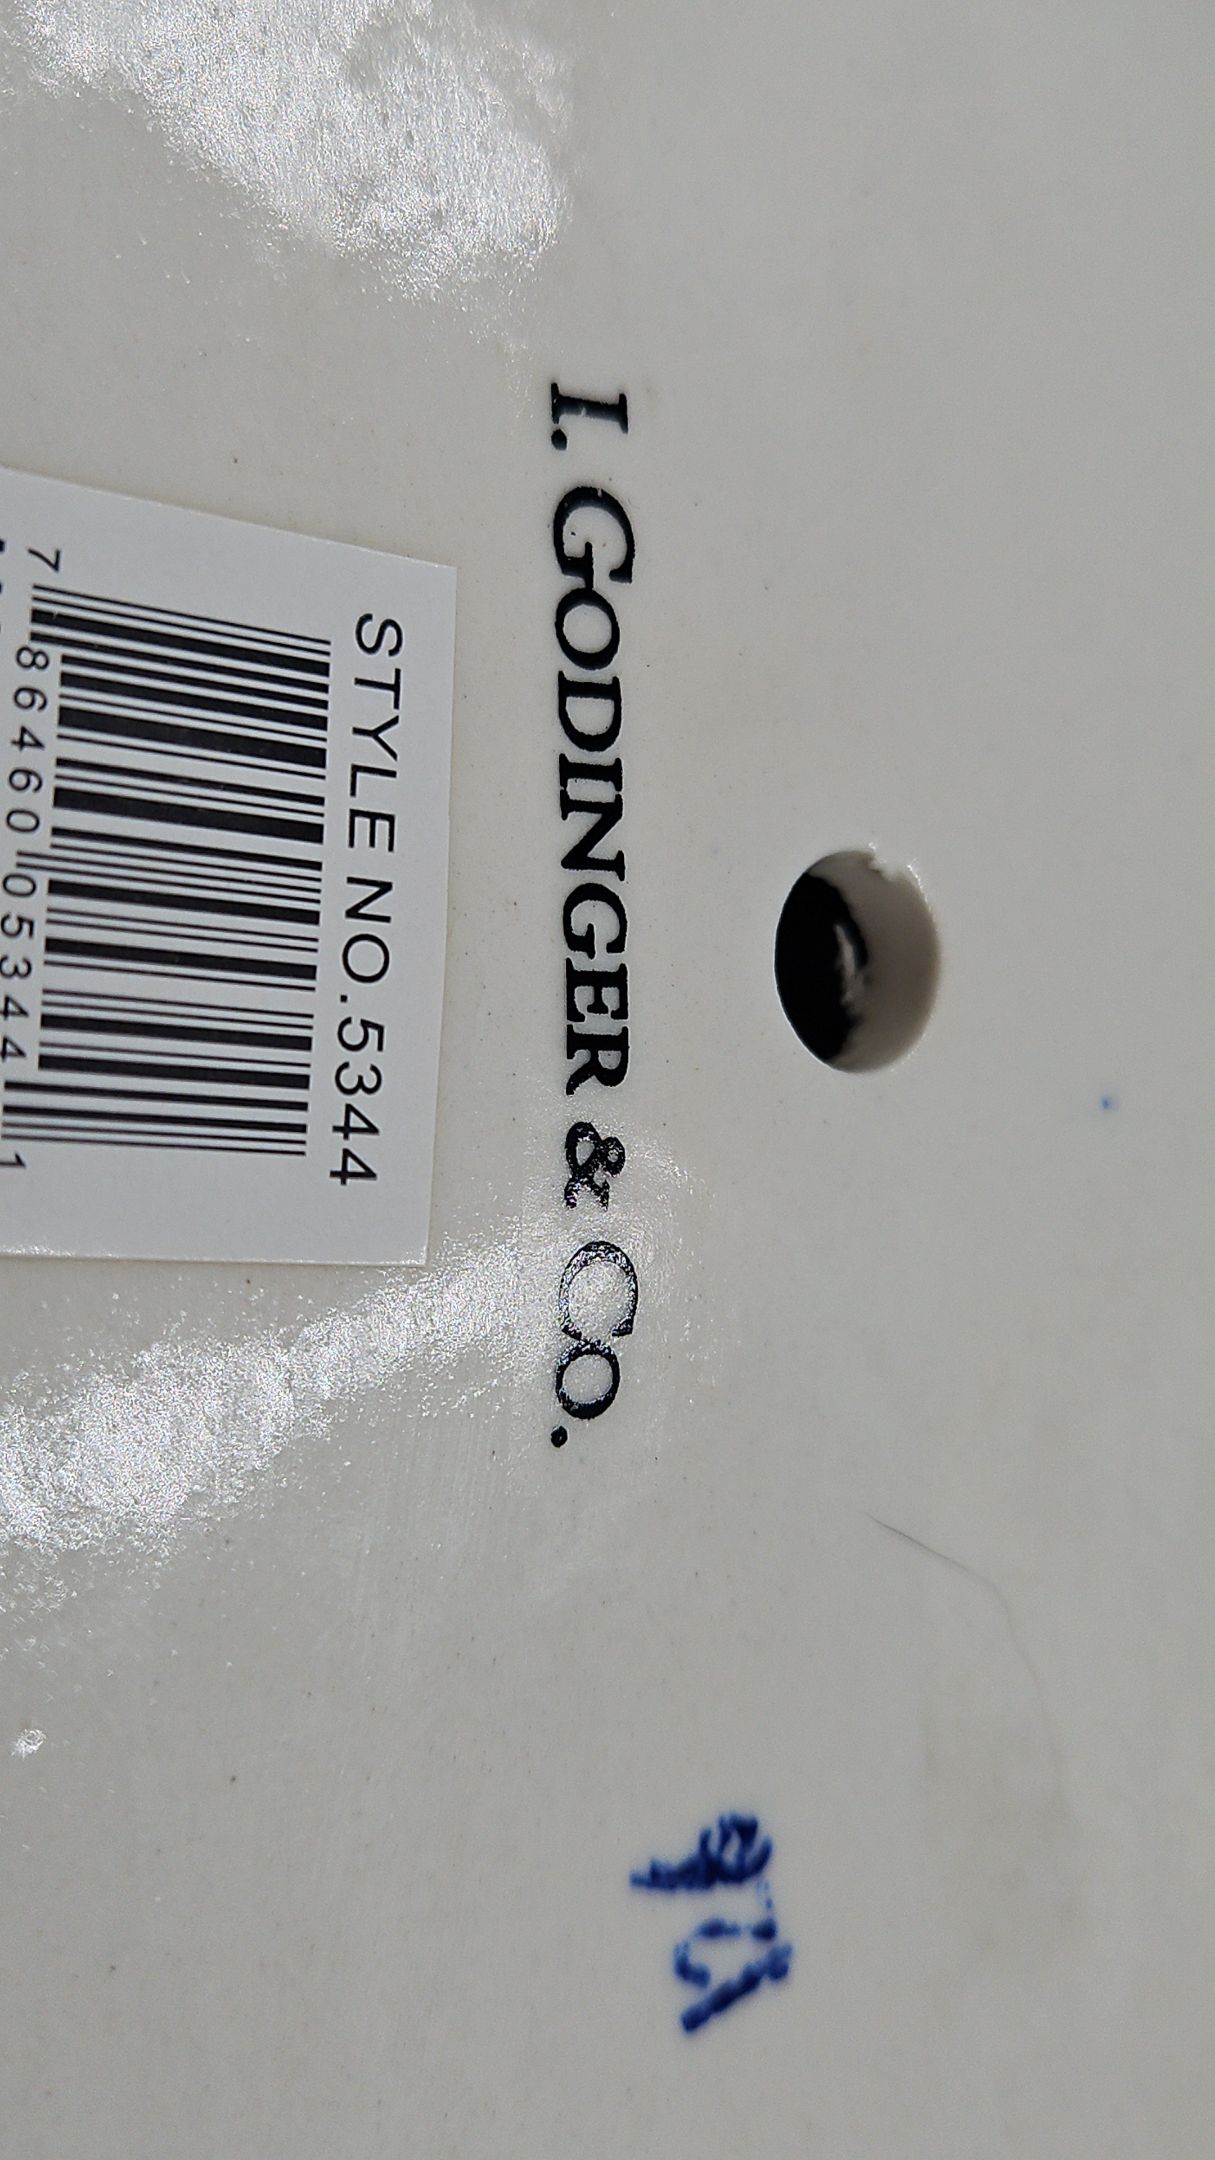 I. GODINGER & CO.
STYLE NO.5344
7 86460 05344 1